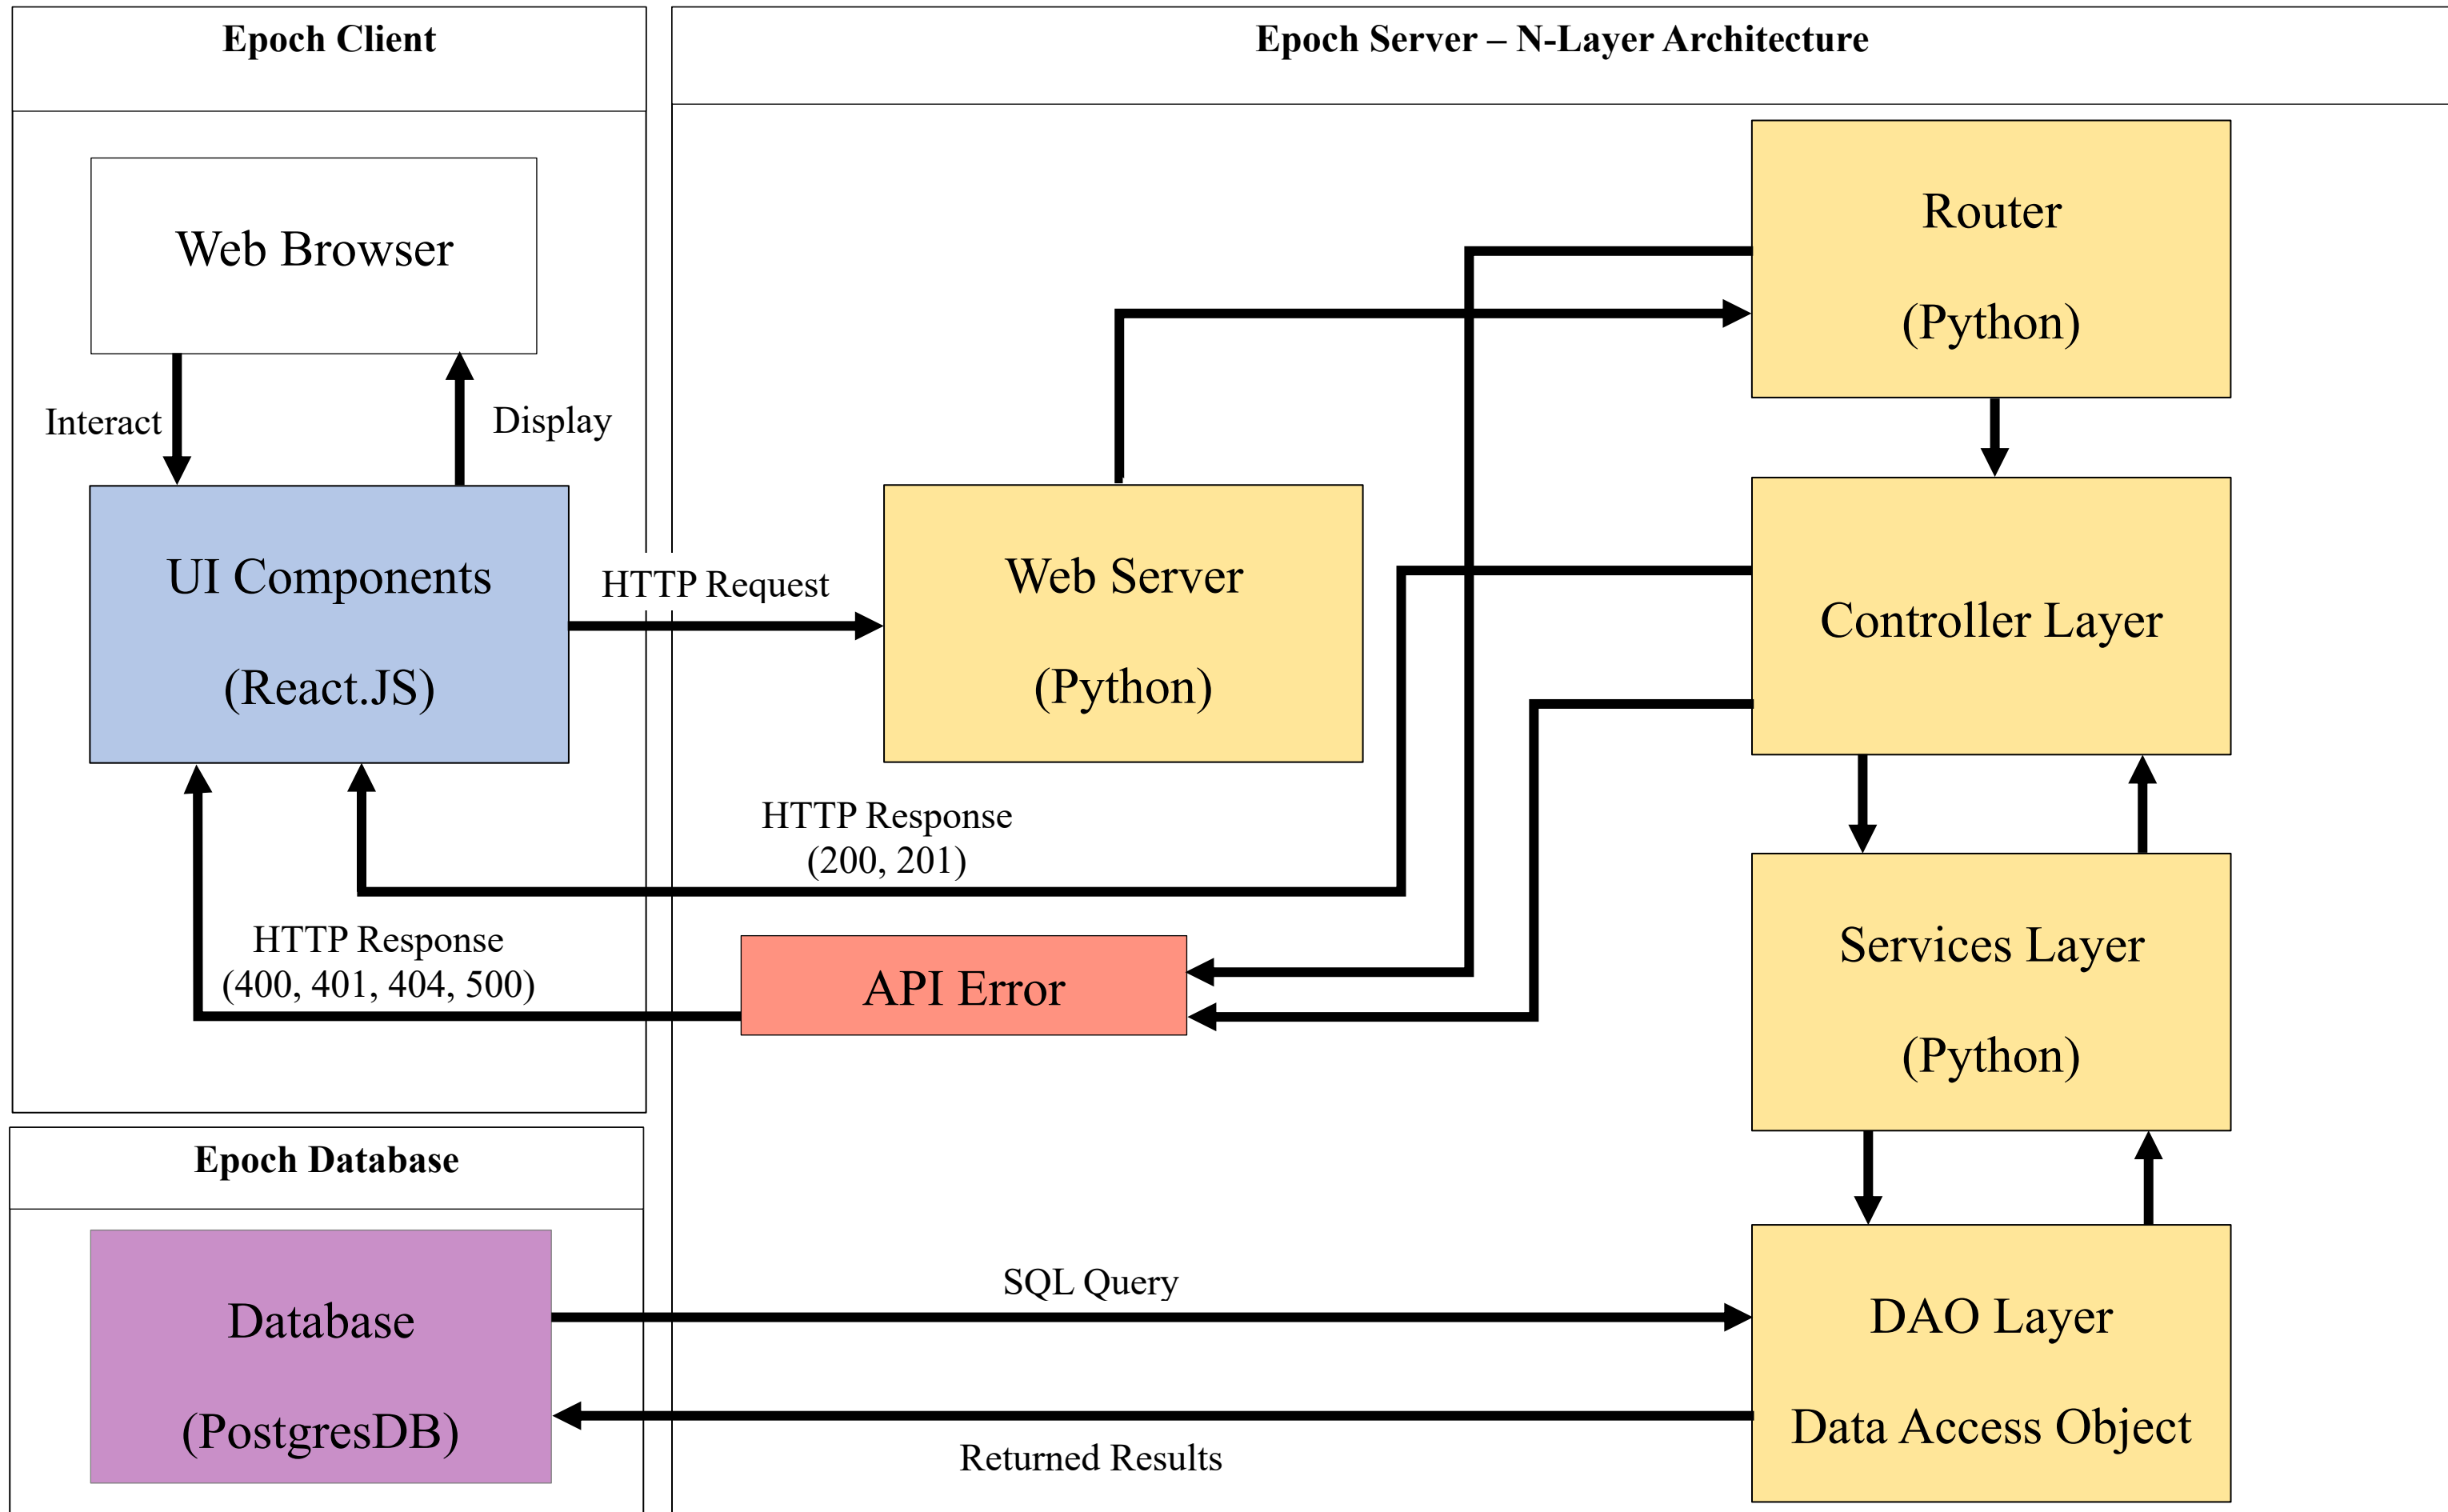 Epoch Client
Web Browser
Interact
Display
UI Components
(React.JS)
HTTP Request
HTTP Response
(400, 401, 404, 500)
Epoch Server – N-Layer Architecture
Router
(Python)
Web Server
(Python)
Controller Layer
HTTP Response
(200, 201)
API Error
Services Layer
(Python)
Epoch Database
Database
(PostgresDB)
SQL Query
Returned Results
DAO Layer
Data Access Object